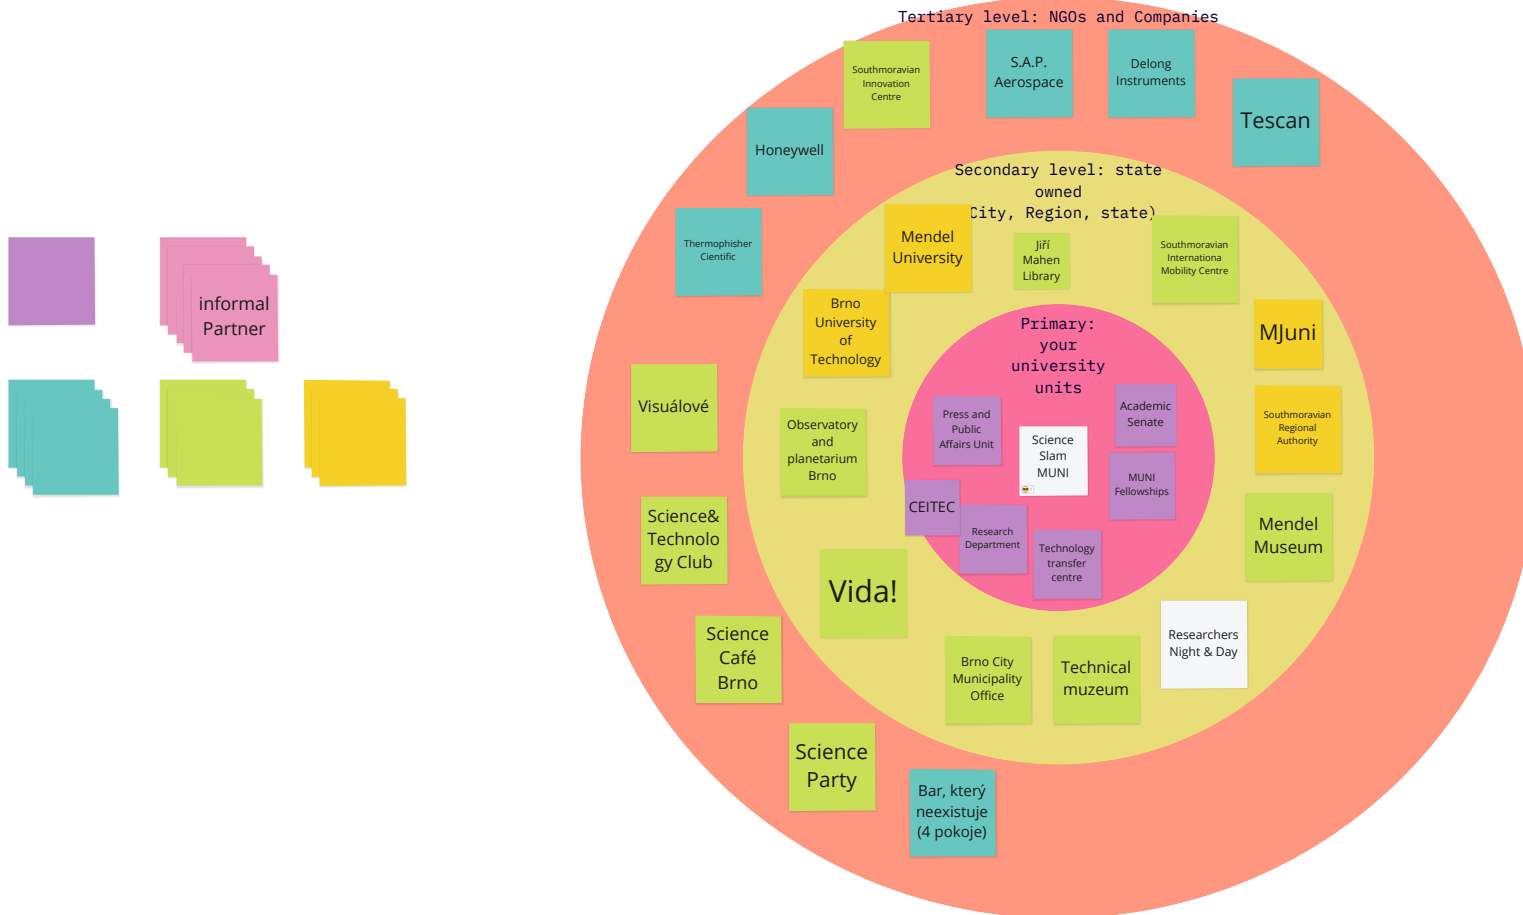 Tertiary level: NGOs and Companies
Southmoravian
Innovation
Centre
S.A.P.
Aerospace
Delong
Instruments
Tescan
Honeywell
Thermophisher
Cientific
Secondary level: state
owned
City, Region, state)
Mendel
University
Jiří
Mahen
Library
Southmoravian
Internationa
Mobility Centre
Brno
University
of
Technology
MJuni
informal
Partner
Primary:
your
university
units
Visuálové
Observatory
and
planetarium
Brno
Press and
Public
Affairs Unit
Academic
Senate
Science
Slam
MUNI
MUNI
Fellowships
Southmoravian
Regional
Authority
CEITEC
Research
Department
Technology
transfer
centre
Science&
Technolo
gy Club
Mendel
Museum
Vida!
Science
Café
Brno
Brno City
Municipality
Office
Technical
muzeum
Researchers
Night & Day
Science
Party
Bar, který
neexistuje
(4 pokoje)